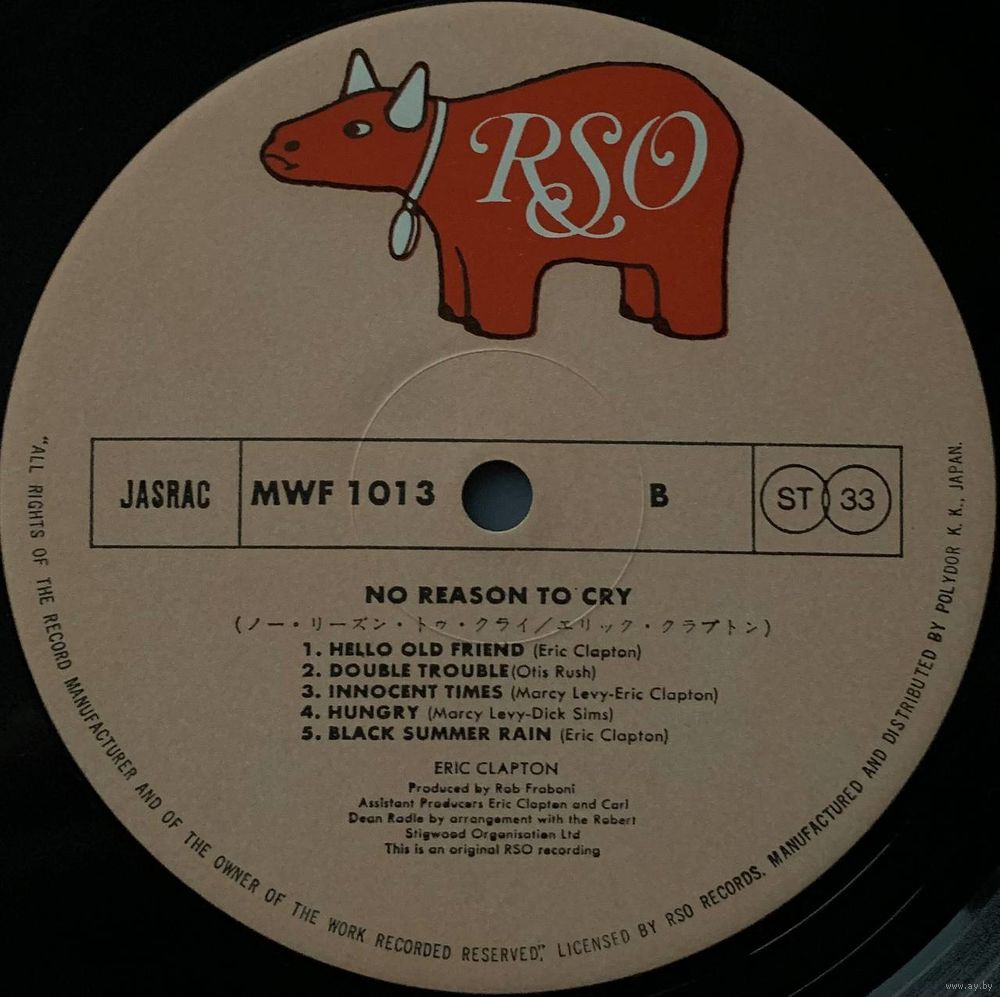 RSO
JASRAC
MWF 1013
B
ST 33
NO REASON TO CRY
(ノー・リーズン・トゥ・クライ/エリック・クラプトン)
1. HELLO OLD FRIEND (Eric Clapton)
2. DOUBLE TROUBLE(Otis Rush)
3. INNOCENT TIMES (Marcy Levy-Eric Clapton)
4. HUNGRY (Marcy Levy-Dick Sims)
5. BLACK SUMMER RAIN (Eric Clapton)
ERIC CLAPTON
Produced by Rob Fraboni
Assistant Producers Eric Clapton and Carl
Dean Radle by arrangement with the Robert
Stigwood Organisation Ltd
This is an original RSO recording
"ALL RIGHTS OF THE RECORD MANUFACTURER AND OF THE OWNER OF THE WORK RECORDED RESERVED". LICENSED BY RSO RECORDS. MANUFACTURED AND DISTRIBUTED BY POLYDOR K. K., JAPAN.
www.ay.by